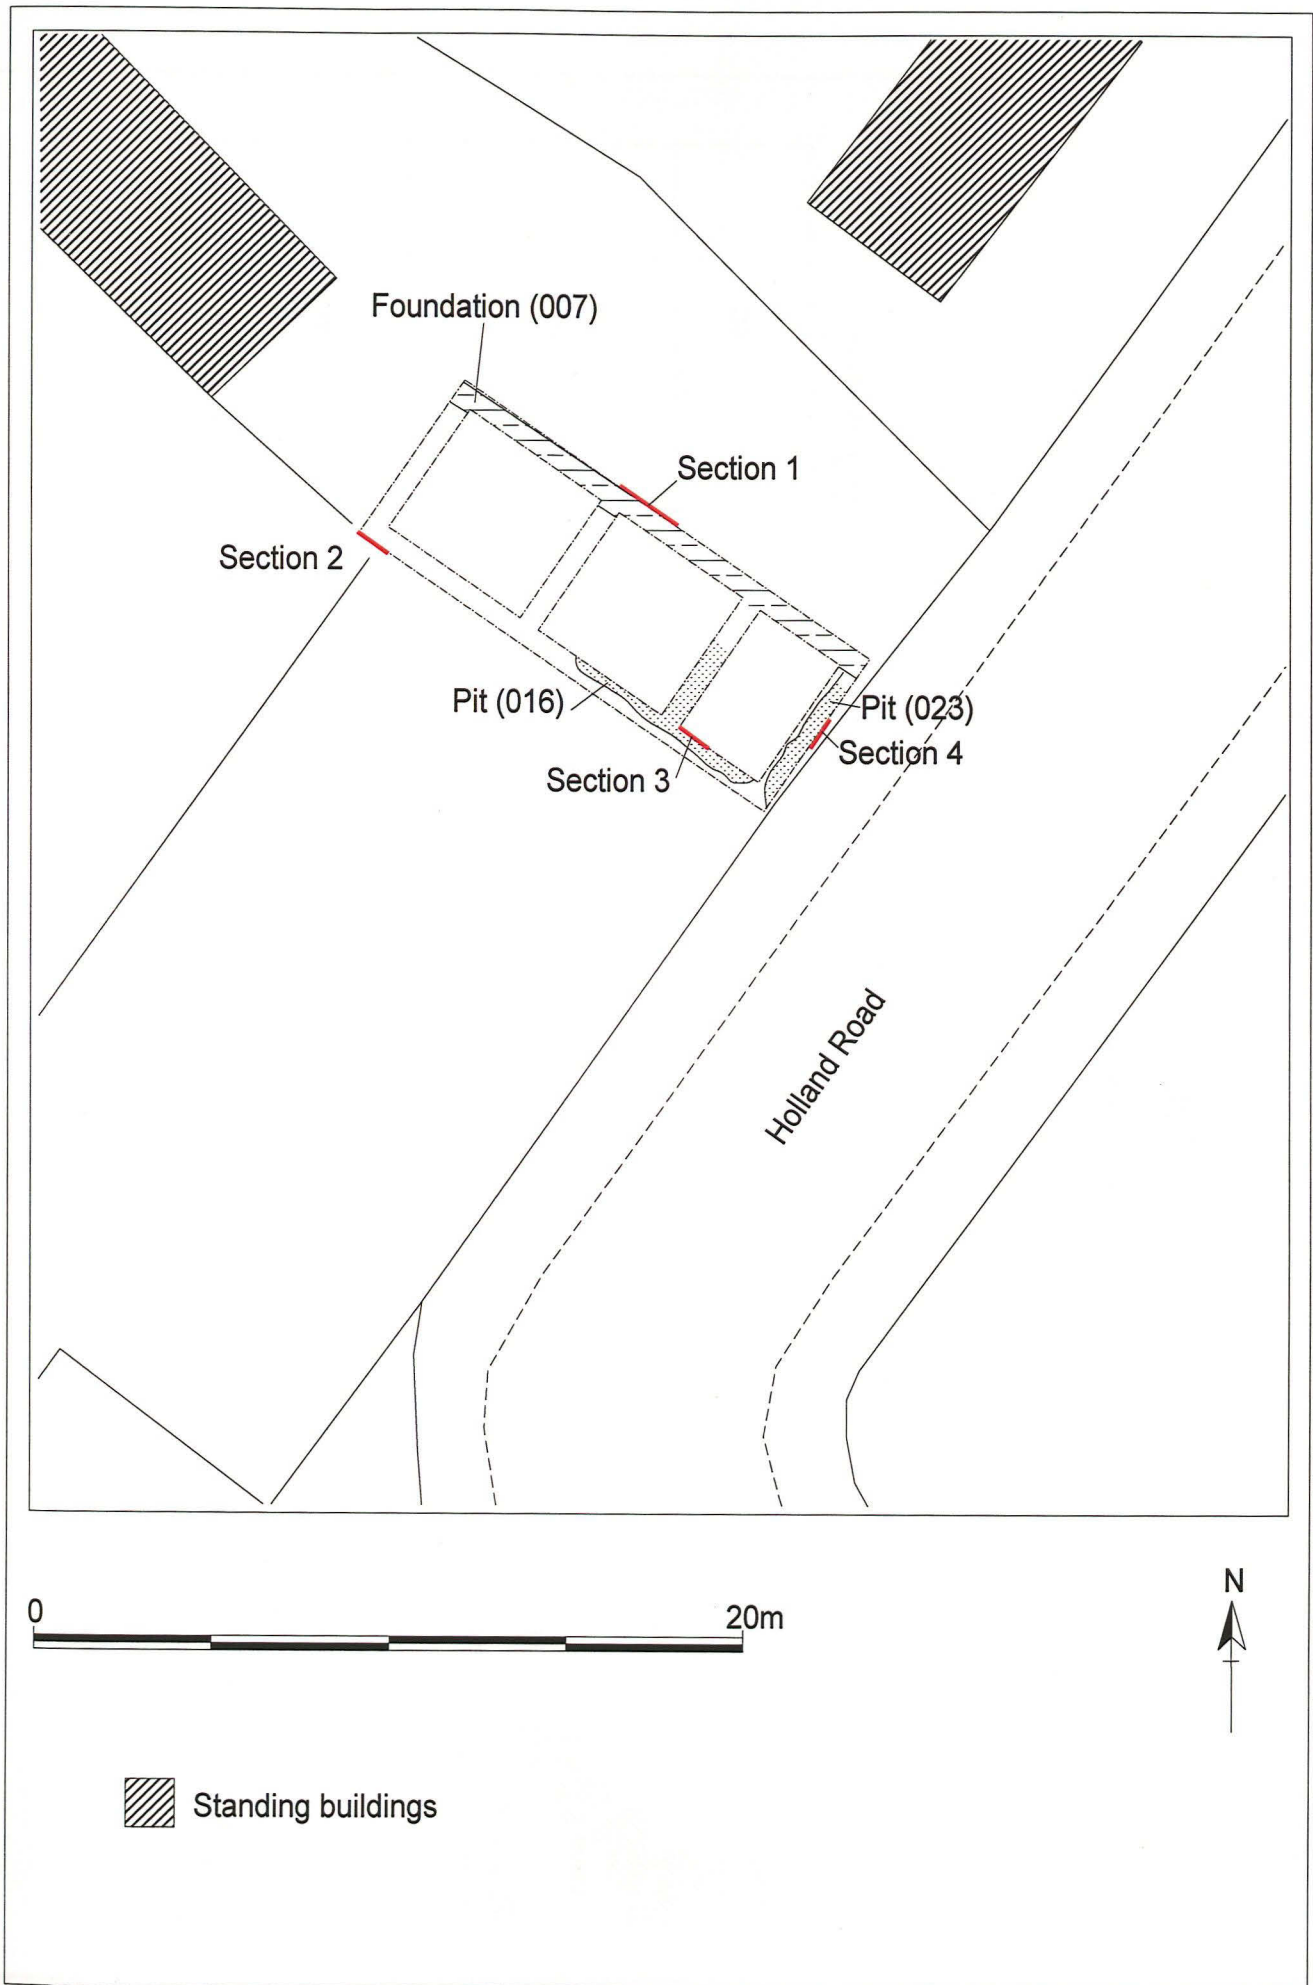 Foundation (007)
Section 1
Section 2
Pit (016)
Pit (023)
Section 4
Section 3
Holland Road
0
20m
N
Standing buildings